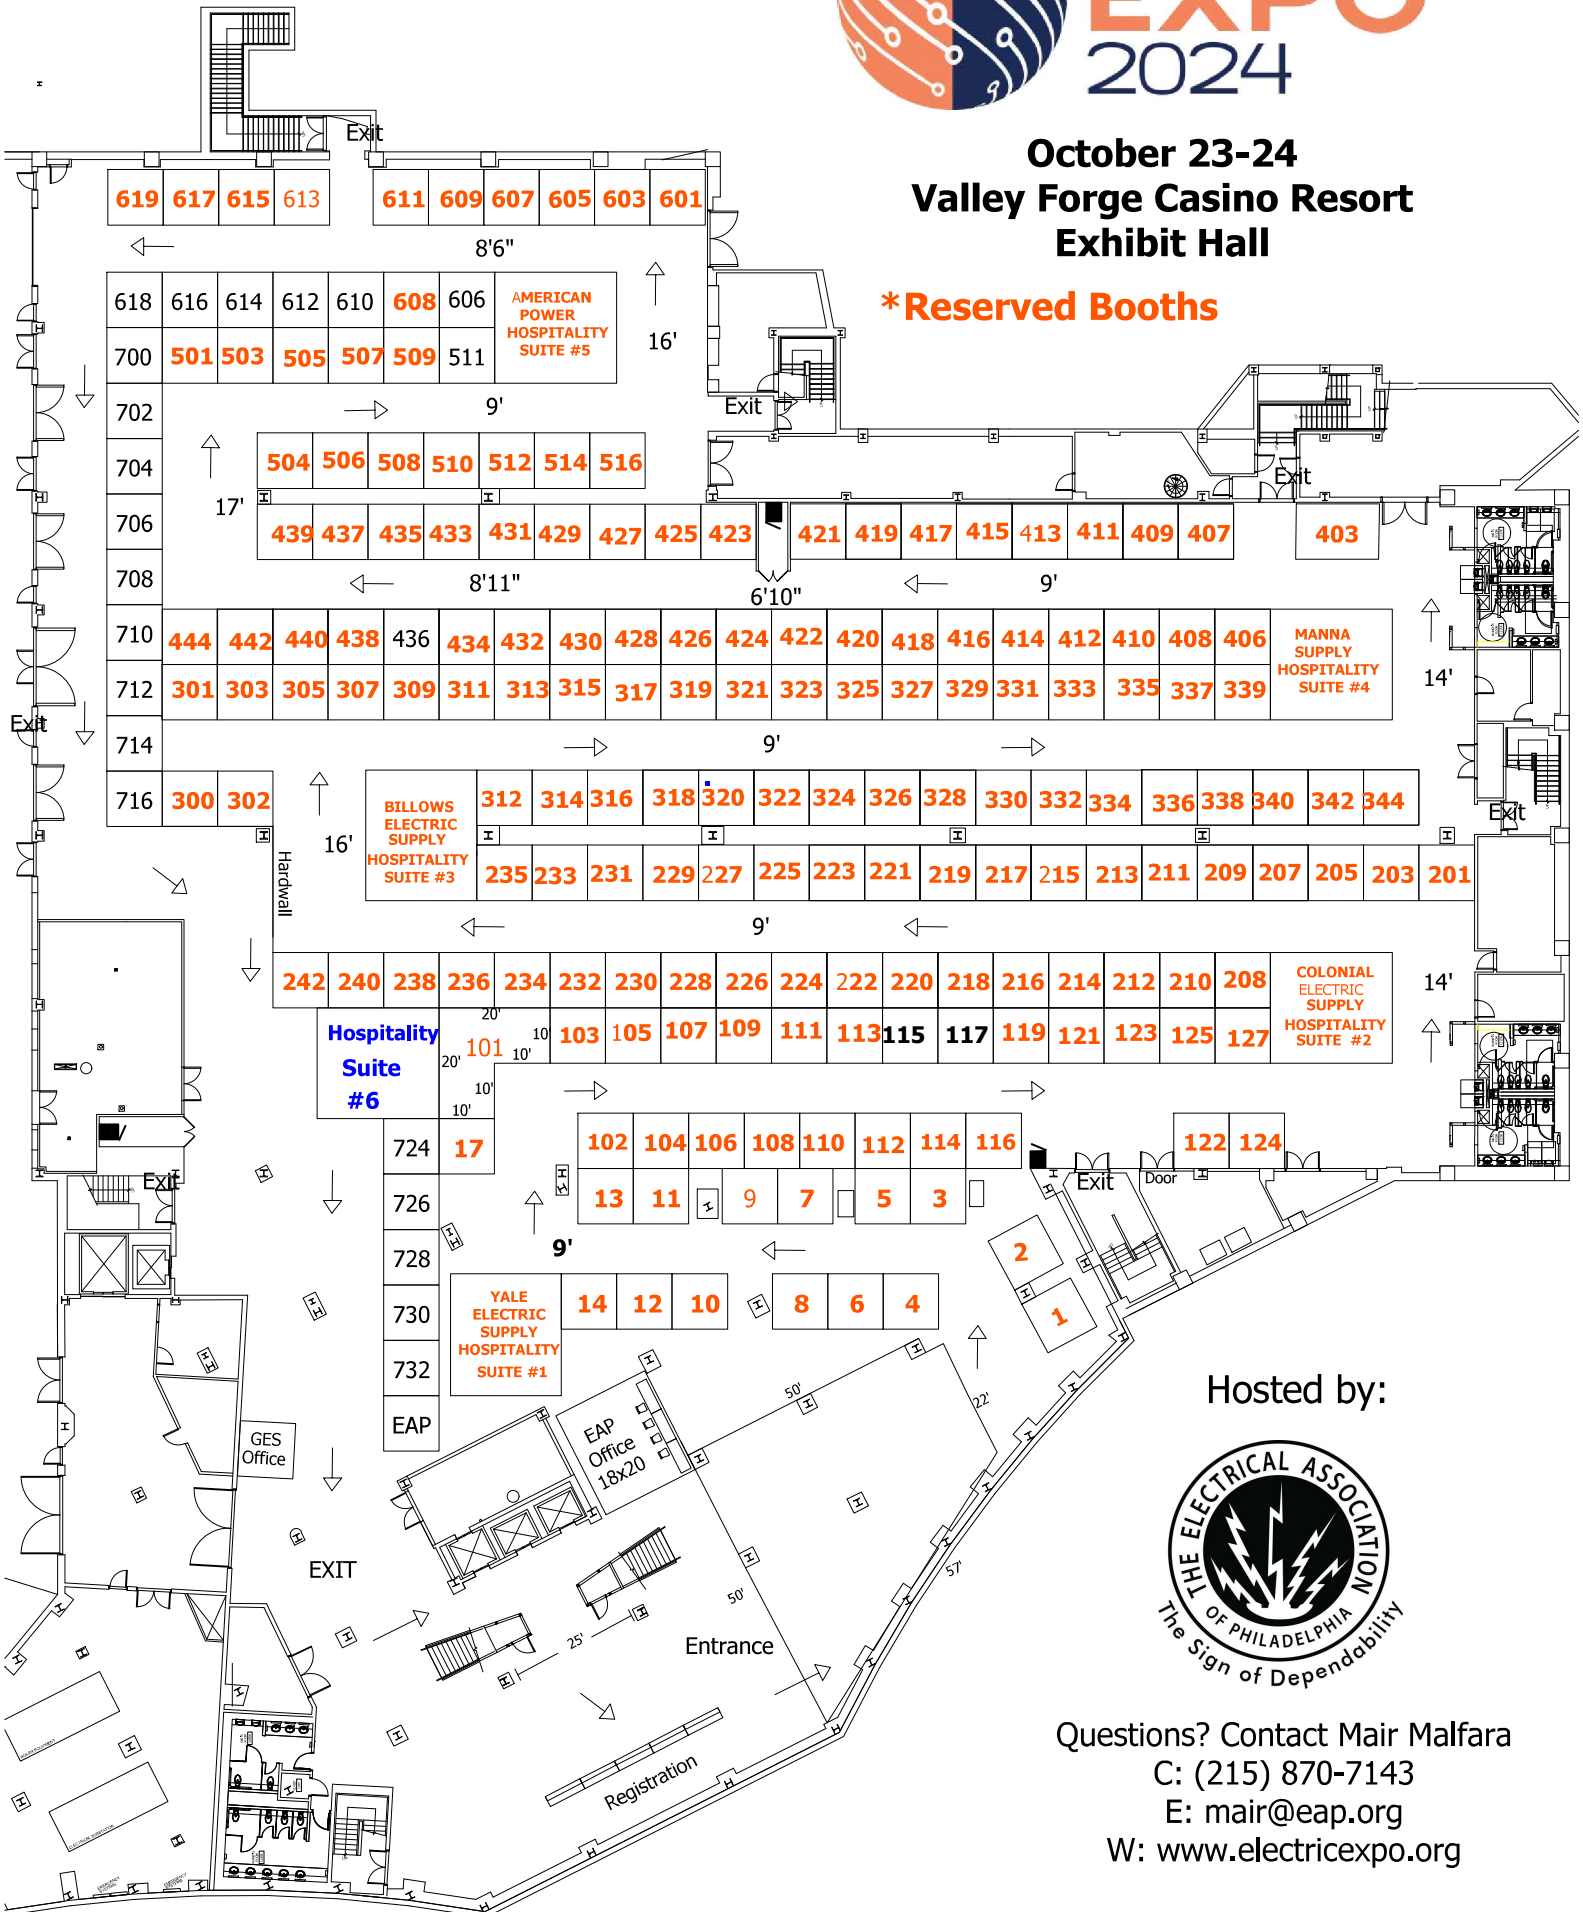 EXPO
2024
October 23-24
Valley Forge Casino Resort
Exhibit Hall
*Reserved Booths
Exit
619 617 615 613 611 609 607 605 603 601
8'6"
618 616 614 612 610 608 606
AMERICAN
POWER
HOSPITALITY
SUITE #5
16'
700 501 503 505 507 509 511
702
9'
Exit
704 504 506 508 510 512 514 516
Exit
17'
706 439 437 435 433 431 429 427 425 423 421 419 417 415 413 411 409 407 403
708
8'11"
6'10"
9'
710 444 442 440 438 436 434 432 430 428 426 424 422 420 418 416 414 412 410 408 406
MANNA
SUPPLY
HOSPITALITY
SUITE #4
14'
712 301 303 305 307 309 311 313 315 317 319 321 323 325 327 329 331 333 335 337 339
Exit
714
9'
716 300 302
312 314 316 318 320 322 324 326 328 330 332 334 336 338 340 342 344
Exit
BILLOWS
ELECTRIC
SUPPLY
HOSPITALITY
SUITE #3
16'
Hardwall
235 233 231 229 227 225 223 221 219 217 215 213 211 209 207 205 203 201
9'
242 240 238 236 234 232 230 228 226 224 222 220 218 216 214 212 210 208
COLONIAL
ELECTRIC
SUPPLY
HOSPITALITY
SUITE #2
14'
Hospitality
Suite
#6
20'
20'
101
10'
10'
10'
10'
103 105 107 109 111 113 115 117 119 121 123 125 127
724 17 102 104 106 108 110 112 114 116 122 124
Exit
Exit
Door
726 13 11 9 7 5 3
728
9'
2
730
YALE
ELECTRIC
SUPPLY
HOSPITALITY
SUITE #1
14 12 10 8 6 4
1
732
EAP
GES
Office
EAP
Office
18x20
50'
22'
57'
50'
25'
EXIT
Entrance
Registration
Hosted by:
THE ELECTRICAL ASSOCIATION
OF PHILADELPHIA
The Sign of Dependability
Questions? Contact Mair Malfara
C: (215) 870-7143
E: mair@eap.org
W: www.electricexpo.org